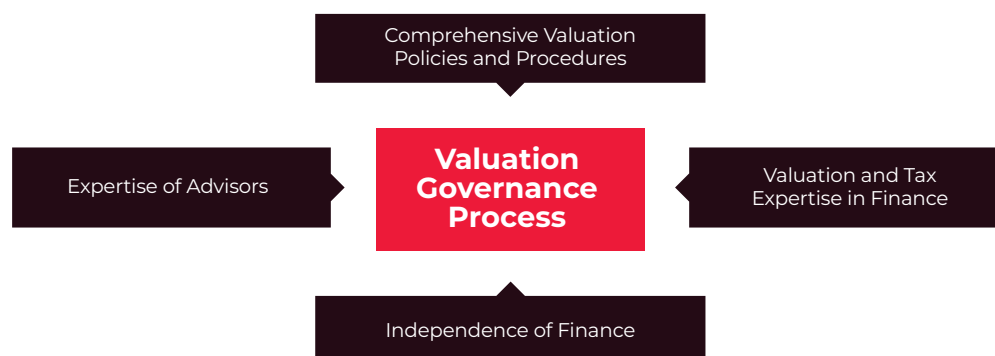 Comprehensive Valuation
Policies and Procedures
Expertise of Advisors
Valuation
Governance
Process
Valuation and Tax
Expertise in Finance
Independence of Finance